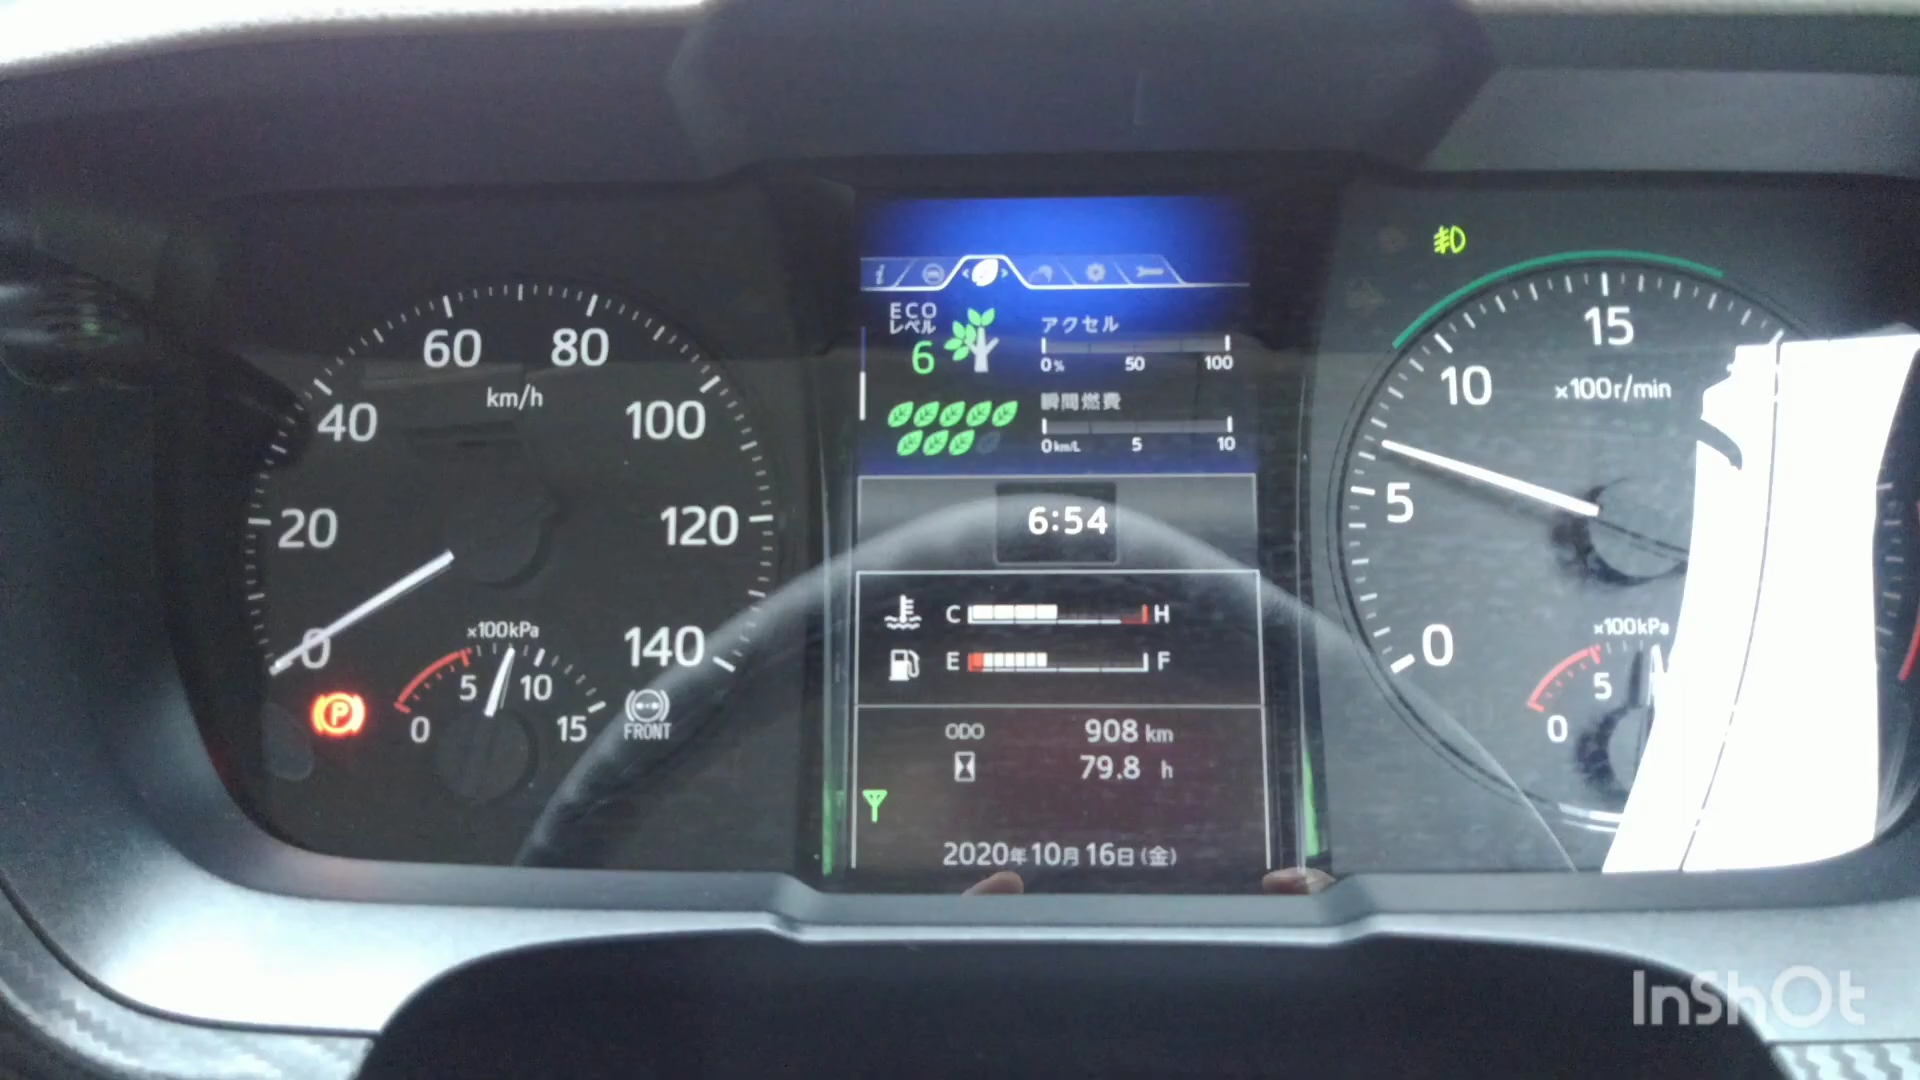 60 80
km/h
40 100
20 120
0 140
×100kPa
0 5 10 15
P
FRONT
i
ECO
レベル
6
アクセル
0% 50 100
瞬間燃費
0km/L 5 10
6:54
C H
E F
ODO 908 km
79.8 h
2020年10月16日(金)
15
10
×100r/min
5
0
×100kPa
5
0
InShOt